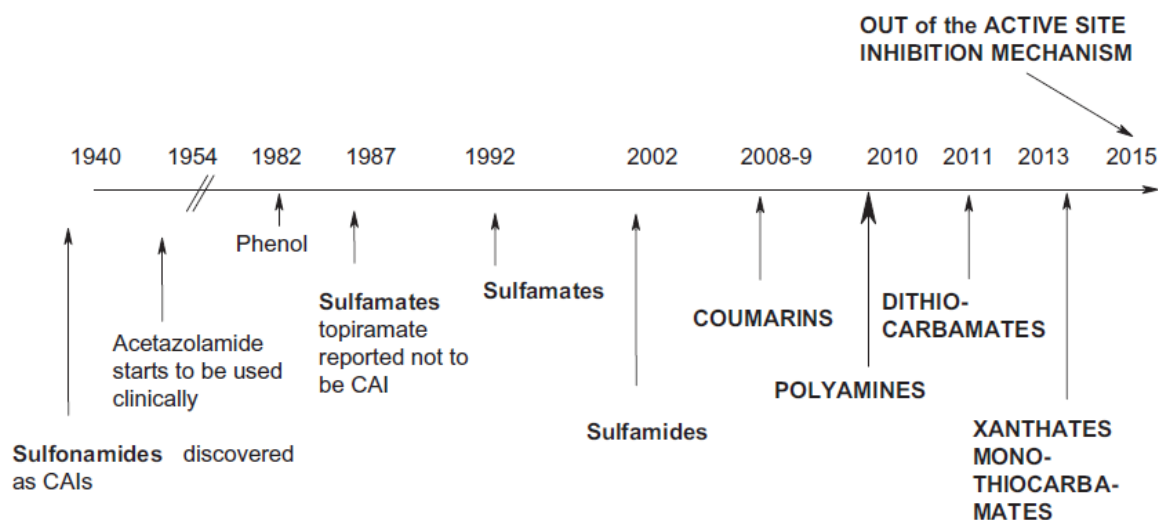 OUT of the ACTIVE SITE
INHIBITION MECHANISM
1940 1954 1982 1987 1992 2002 2008-9 2010 2011 2013 2015
Phenol
Acetazolamide
starts to be used
clinically
Sulfonamides discovered
as CAIs
Sulfamates
topiramate
reported not to
be CAI
Sulfamates
Sulfamides
COUMARINS
POLYAMINES
DITHIO-
CARBAMATES
XANTHATES
MONO-
THIOCARBA-
MATES